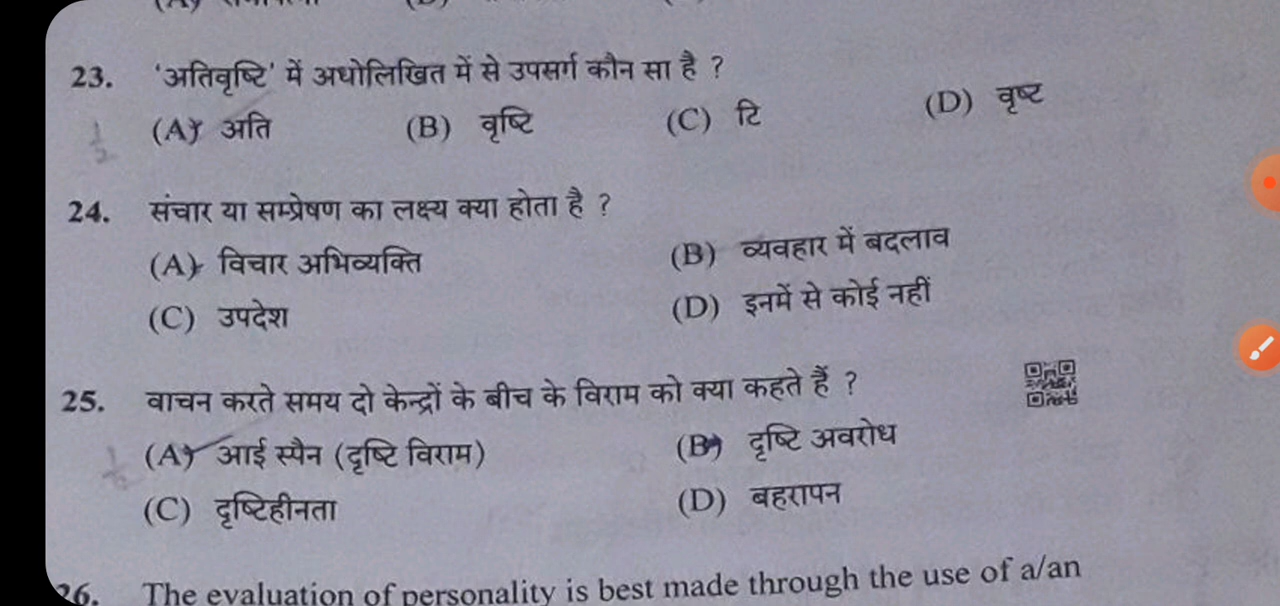 23. 'अतिवृष्टि' में अधोलिखित में से उपसर्ग कौन सा है ?
(A) अति (B) वृष्टि (C) टि (D) वृष्ट
24. संचार या सम्प्रेषण का लक्ष्य क्या होता है ?
(A) विचार अभिव्यक्ति (B) व्यवहार में बदलाव
(C) उपदेश (D) इनमें से कोई नहीं
25. वाचन करते समय दो केन्द्रों के बीच के विराम को क्या कहते हैं ?
(A) आई स्पैन (दृष्टि विराम) (B) दृष्टि अवरोध
(C) दृष्टिहीनता (D) बहरापन
26. The evaluation of personality is best made through the use of a/an